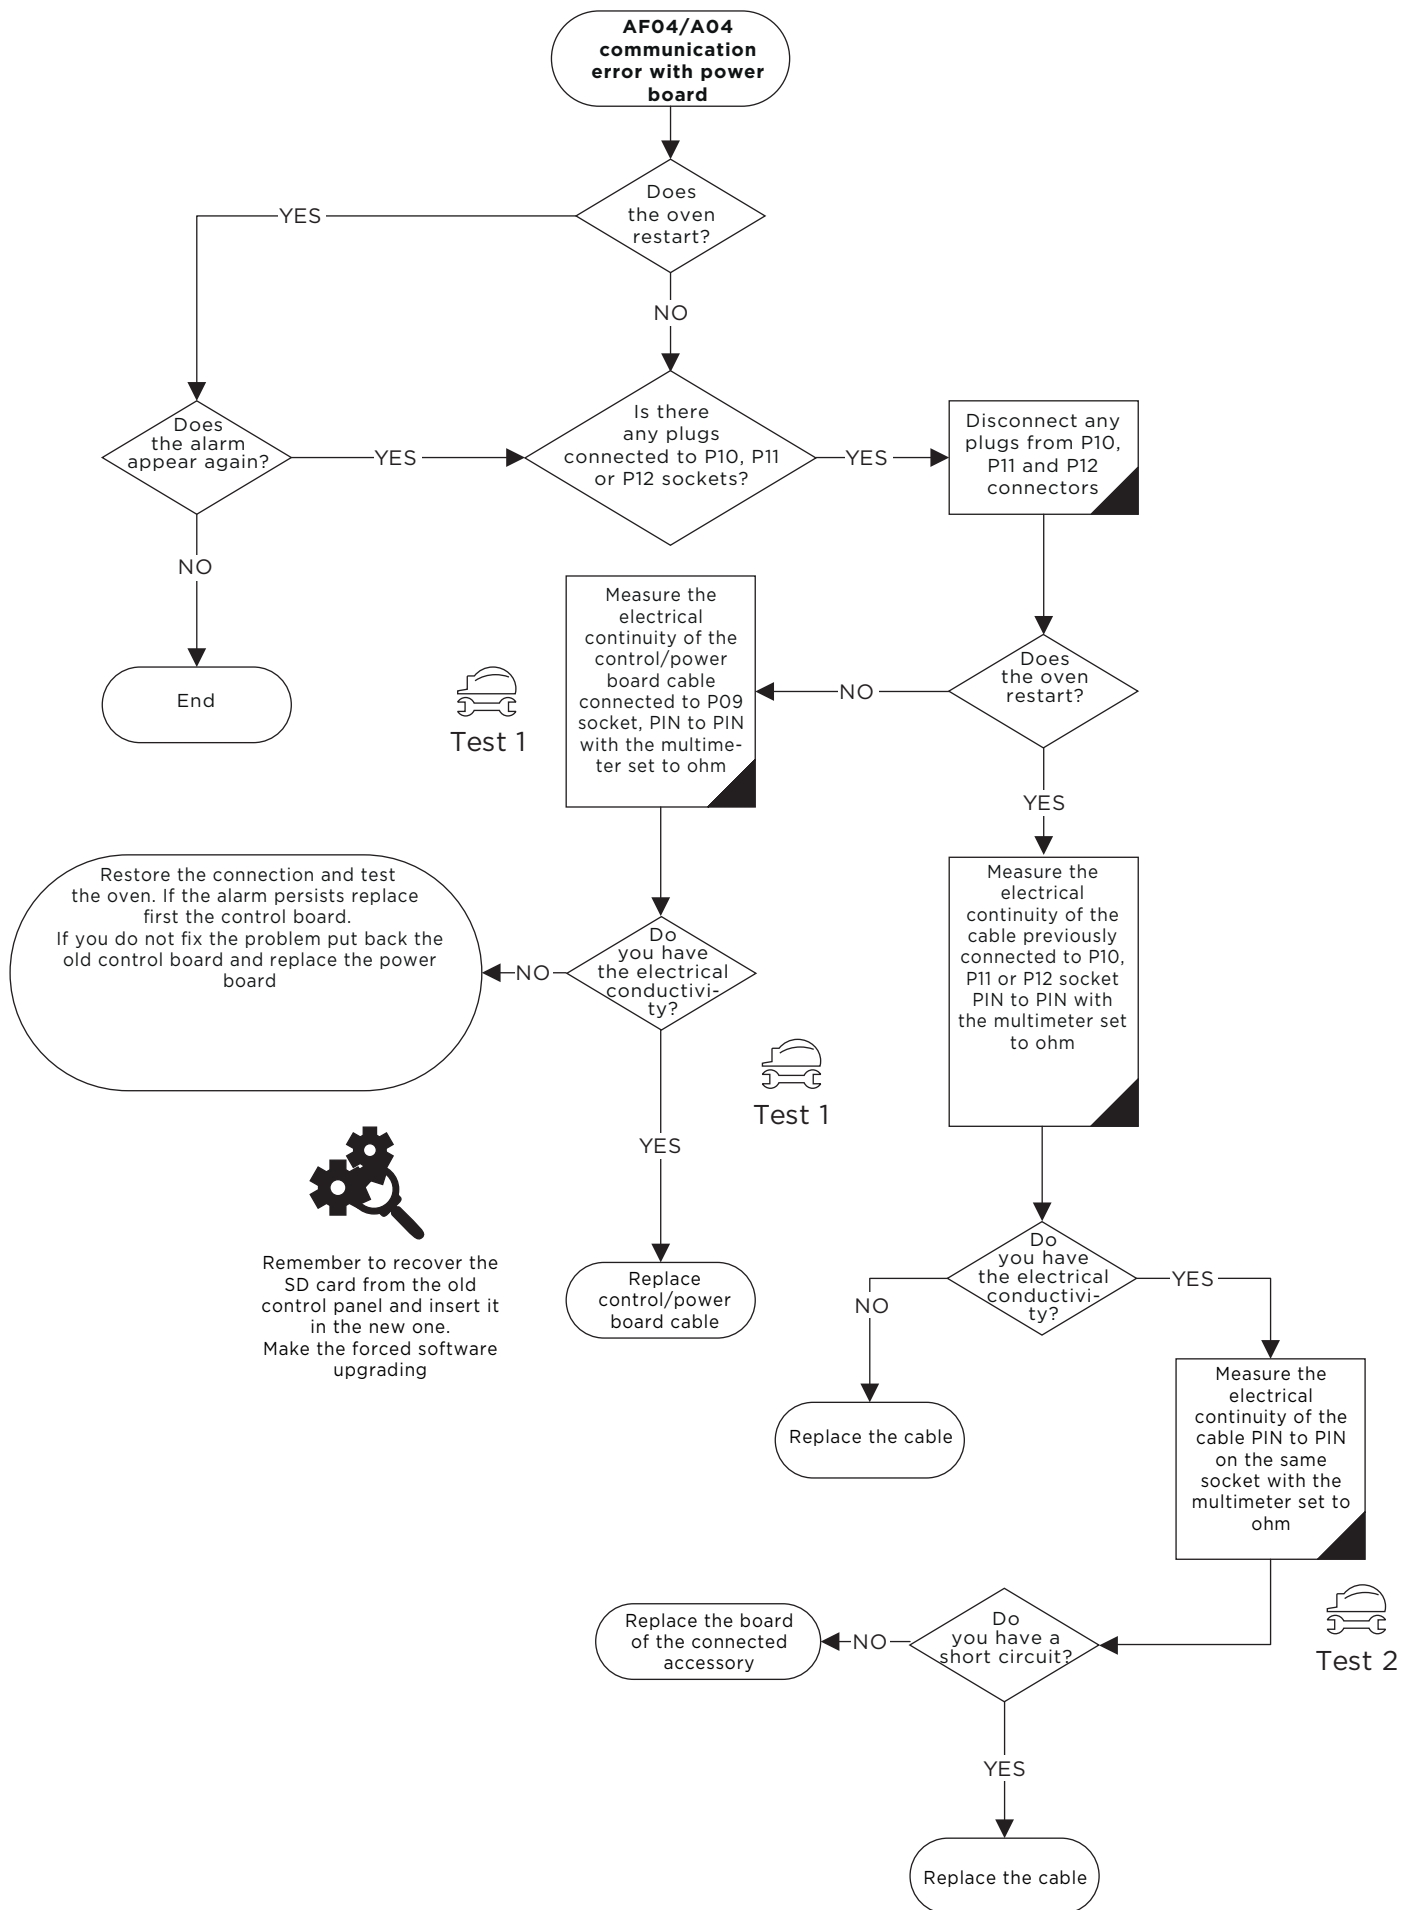 AF04/A04
communication
error with power
board
Does
the oven
restart?
YES
NO
Does
the alarm
appear again?
YES
Is there
any plugs
connected to P10, P11
or P12 sockets?
YES
Disconnect any
plugs from P10,
P11 and P12
connectors
NO
End
Measure the
electrical
continuity of the
control/power
board cable
connected to P09
socket, PIN to PIN
with the multime-
ter set to ohm
Test 1
NO
Does
the oven
restart?
YES
Restore the connection and test
the oven. If the alarm persists replace
first the control board.
If you do not fix the problem put back the
old control board and replace the power
board
NO
Do
you have
the electrical
conductivi-
ty?
Measure the
electrical
continuity of the
cable previously
connected to P10,
P11 or P12 socket
PIN to PIN with
the multimeter set
to ohm
Test 1
YES
Remember to recover the
SD card from the old
control panel and insert it
in the new one.
Make the forced software
upgrading
Replace
control/power
board cable
Do
you have
the electrical
conductivi-
ty?
NO
YES
Replace the cable
Measure the
electrical
continuity of the
cable PIN to PIN
on the same
socket with the
multimeter set to
ohm
Replace the board
of the connected
accessory
NO
Do
you have a
short circuit?
Test 2
YES
Replace the cable